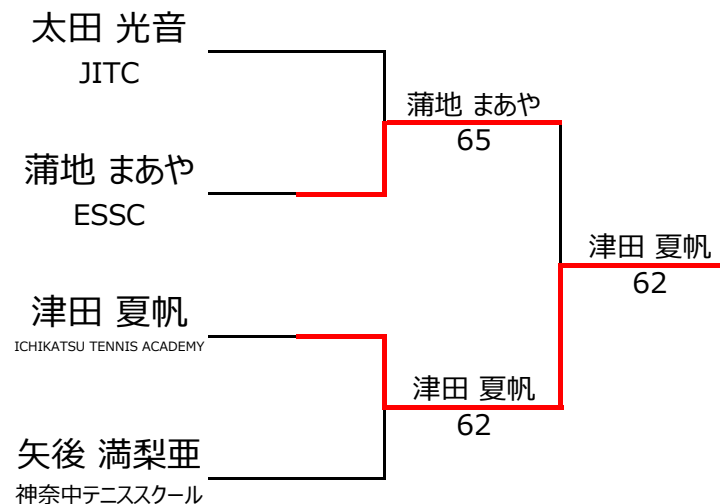 太田 光音
JITC
蒲地 まあや
65
蒲地 まあや
ESSC
津田 夏帆
62
津田 夏帆
ICHIKATSU TENNIS ACADEMY
津田 夏帆
62
矢後 満梨亜
神奈中テニススクール